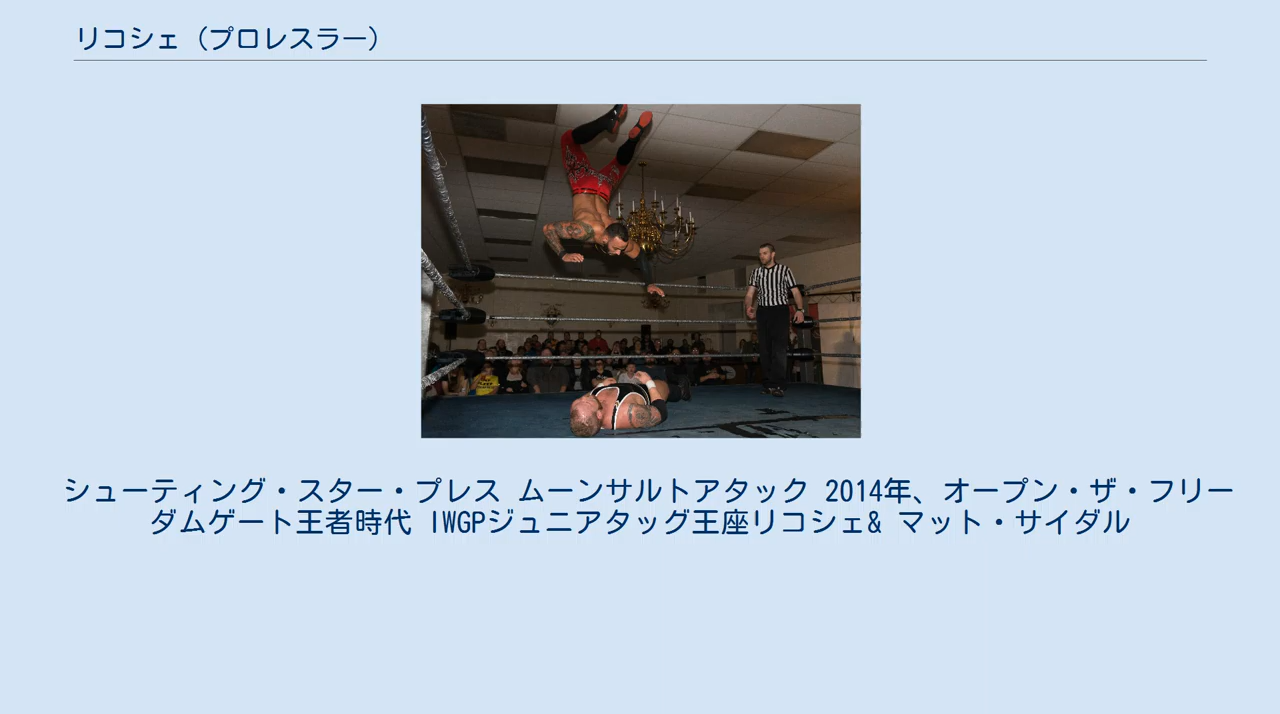 リコシェ（プロレスラー）
シューティング・スター・プレス ムーンサルトアタック 2014年、オープン・ザ・フリー
ダムゲート王者時代 IWGPジュニアタッグ王座リコシェ& マット・サイダル